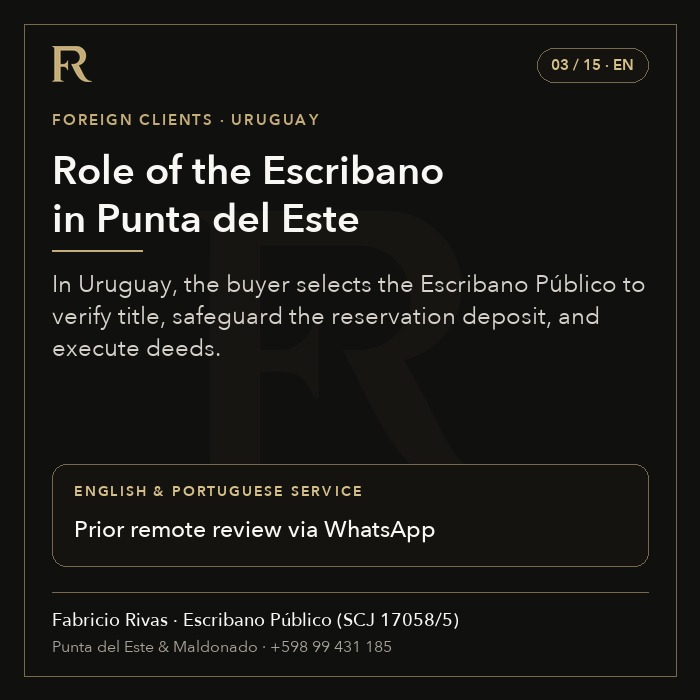 R
03 / 15 · EN
FOREIGN CLIENTS · URUGUAY
Role of the Escribano
in Punta del Este
In Uruguay, the buyer selects the Escribano Público to
verify title, safeguard the reservation deposit, and
execute deeds.
ENGLISH & PORTUGUESE SERVICE
Prior remote review via WhatsApp
Fabricio Rivas · Escribano Público (SCJ 17058/5)
Punta del Este & Maldonado · +598 99 431 185